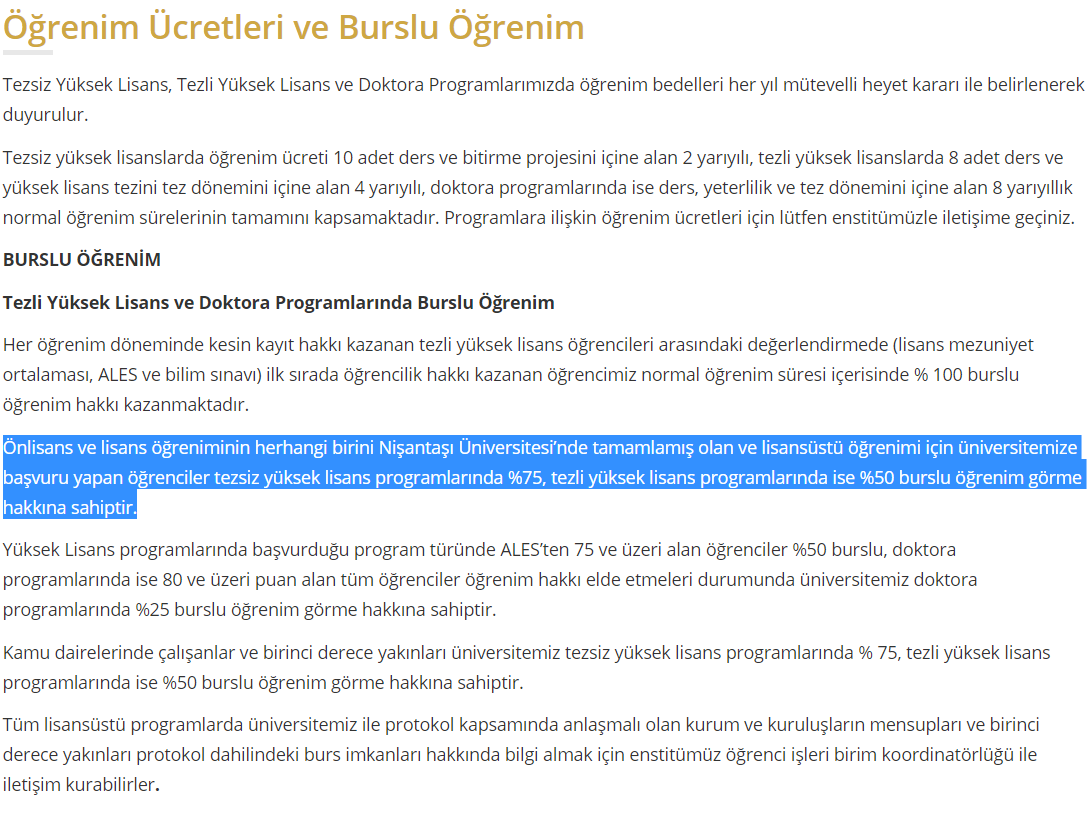 Öğrenim Ücretleri ve Burslu Öğrenim
Tezsiz Yüksek Lisans, Tezli Yüksek Lisans ve Doktora Programlarımızda öğrenim bedelleri her yıl mütevelli heyet kararı ile belirlenerek
duyurulur.
Tezsiz yüksek lisanslarda öğrenim ücreti 10 adet ders ve bitirme projesini içine alan 2 yarıyılı, tezli yüksek lisanslarda 8 adet ders ve
yüksek lisans tezini tez dönemini içine alan 4 yarıyılı, doktora programlarında ise ders, yeterlilik ve tez dönemini içine alan 8 yarıyıllık
normal öğrenim sürelerinin tamamını kapsamaktadır. Programlara ilişkin öğrenim ücretleri için lütfen enstitümüzle iletişime geçiniz.
BURSLU ÖĞRENİM
Tezli Yüksek Lisans ve Doktora Programlarında Burslu Öğrenim
Her öğrenim döneminde kesin kayıt hakkı kazanan tezli yüksek lisans öğrencileri arasındaki değerlendirmede (lisans mezuniyet
ortalaması, ALES ve bilim sınavı) ilk sırada öğrencilik hakkı kazanan öğrencimiz normal öğrenim süresi içerisinde % 100 burslu
öğrenim hakkı kazanmaktadır.
Önlisans ve lisans öğreniminin herhangi birini Nişantaşı Üniversitesi’nde tamamlamış olan ve lisansüstü öğrenimi için üniversitemize
başvuru yapan öğrenciler tezsiz yüksek lisans programlarında %75, tezli yüksek lisans programlarında ise %50 burslu öğrenim görme
hakkına sahiptir.
Yüksek Lisans programlarında başvurduğu program türünde ALES’ten 75 ve üzeri alan öğrenciler %50 burslu, doktora
programlarında ise 80 ve üzeri puan alan tüm öğrenciler öğrenim hakkı elde etmeleri durumunda üniversitemiz doktora
programlarında %25 burslu öğrenim görme hakkına sahiptir.
Kamu dairelerinde çalışanlar ve birinci derece yakınları üniversitemiz tezsiz yüksek lisans programlarında % 75, tezli yüksek lisans
programlarında ise %50 burslu öğrenim görme hakkına sahiptir.
Tüm lisansüstü programlarda üniversitemiz ile protokol kapsamında anlaşmalı olan kurum ve kuruluşların mensupları ve birinci
derece yakınları protokol dahilindeki burs imkanları hakkında bilgi almak için enstitümüz öğrenci işleri birim koordinatörlüğü ile
iletişim kurabilirler.